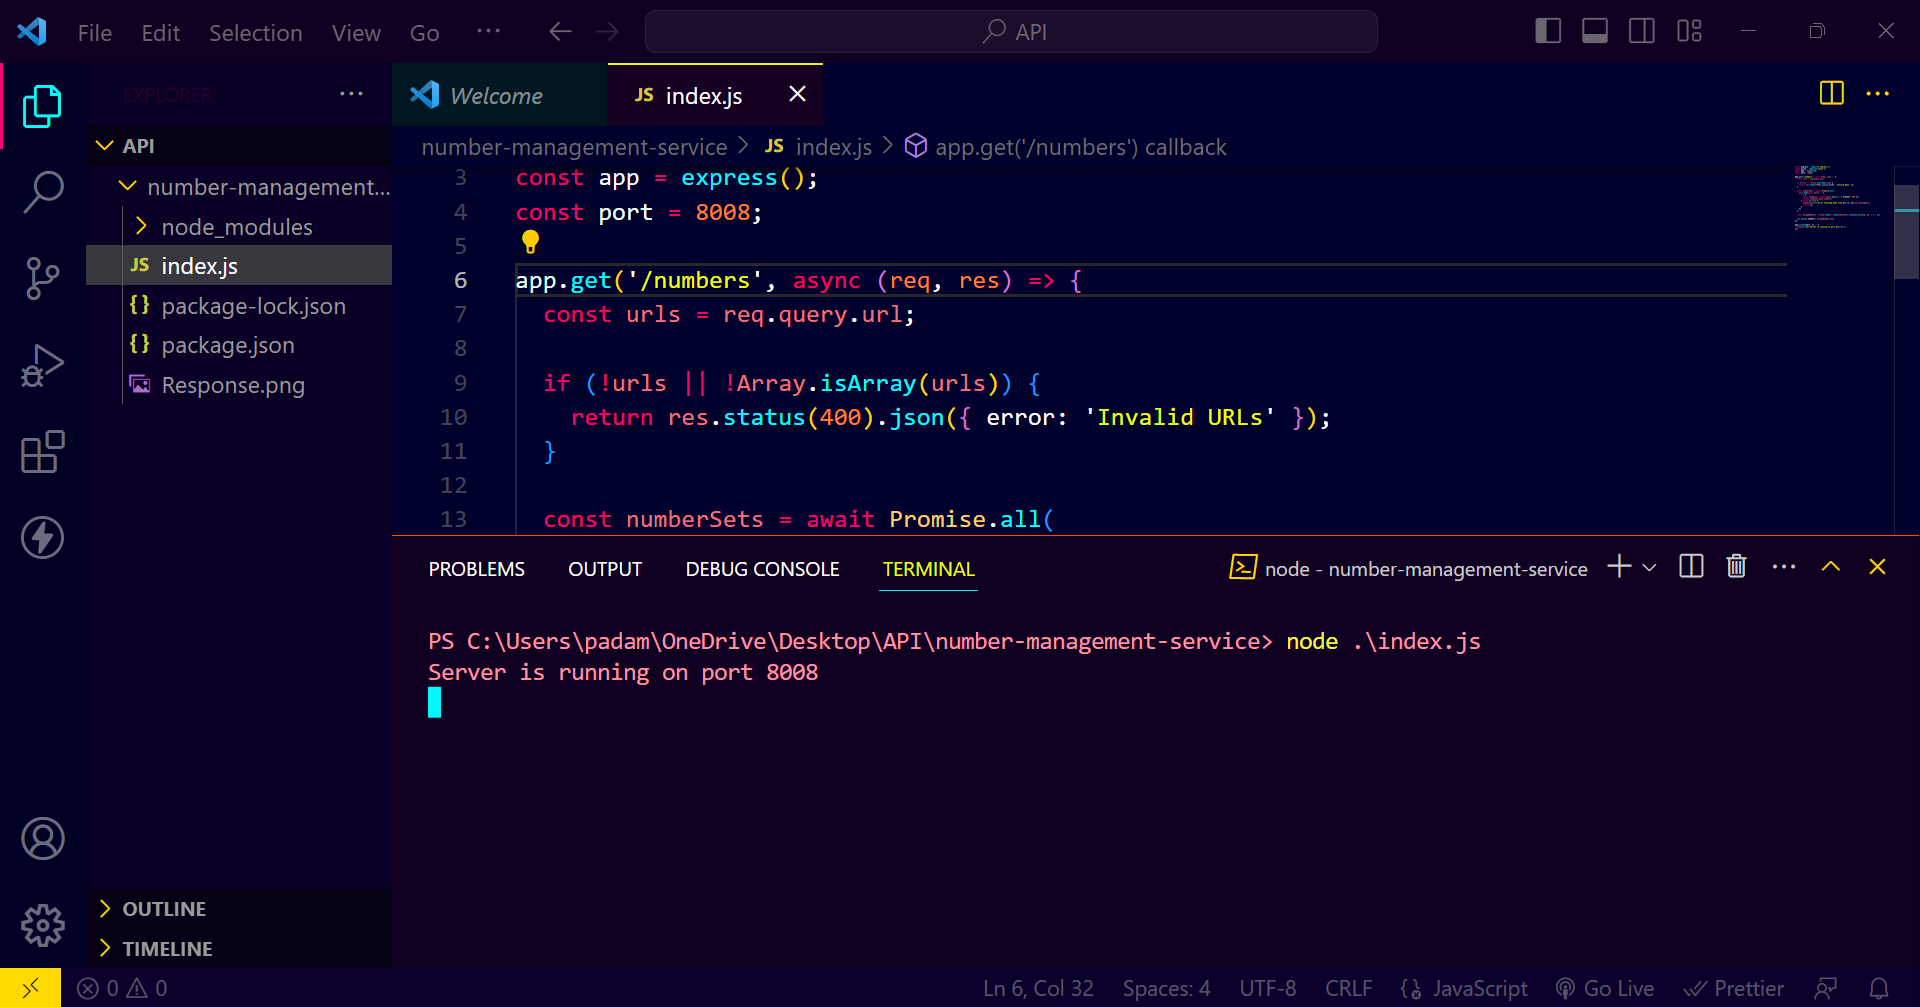 File Edit Selection View Go ··· API
EXPLORER ···
API
number-management...
node_modules
JS index.js
{} package-lock.json
{} package.json
Response.png
OUTLINE
TIMELINE
Welcome JS index.js
number-management-service > JS index.js > app.get('/numbers') callback
3 const app = express();
4 const port = 8008;
5
6 app.get('/numbers', async (req, res) => {
7 const urls = req.query.url;
8
9 if (!urls || !Array.isArray(urls)) {
10 return res.status(400).json({ error: 'Invalid URLs' });
11 }
12
13 const numberSets = await Promise.all(
PROBLEMS OUTPUT DEBUG CONSOLE TERMINAL node - number-management-service
PS C:\Users\padam\OneDrive\Desktop\API\number-management-service> node .\index.js
Server is running on port 8008
0 0 Ln 6, Col 32 Spaces: 4 UTF-8 CRLF {} JavaScript Go Live Prettier